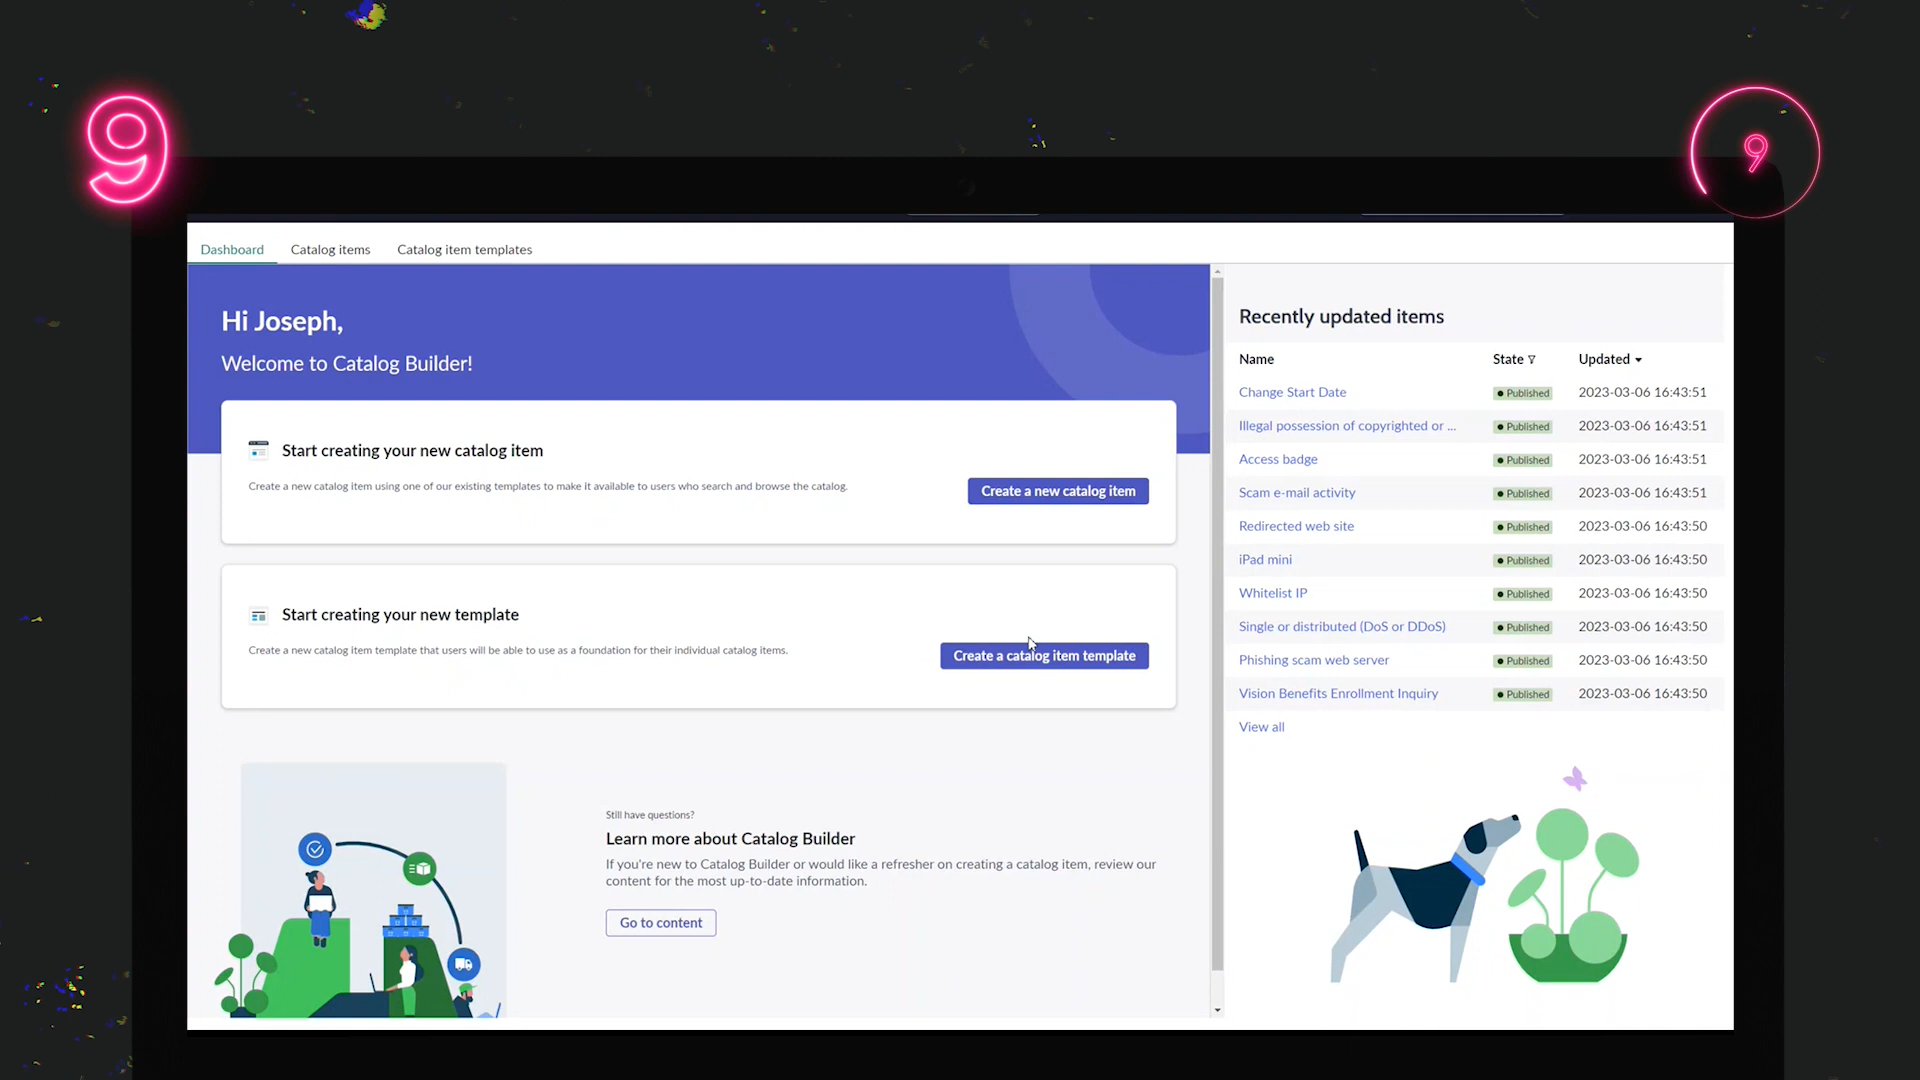 9
9
Dashboard Catalog items Catalog item templates
Hi Joseph,
Welcome to Catalog Builder!
Start creating your new catalog item
Create a new catalog item using one of our existing templates to make it available to users who search and browse the catalog.
Create a new catalog item
Start creating your new template
Create a new catalog item template that users will be able to use as a foundation for their individual catalog items.
Create a catalog item template
Still have questions?
Learn more about Catalog Builder
If you're new to Catalog Builder or would like a refresher on creating a catalog item, review our
content for the most up-to-date information.
Go to content
Recently updated items
Name State Updated
Change Start Date Published 2023-03-06 16:43:51
Illegal possession of copyrighted or ... Published 2023-03-06 16:43:51
Access badge Published 2023-03-06 16:43:51
Scam e-mail activity Published 2023-03-06 16:43:51
Redirected web site Published 2023-03-06 16:43:50
iPad mini Published 2023-03-06 16:43:50
Whitelist IP Published 2023-03-06 16:43:50
Single or distributed (DoS or DDoS) Published 2023-03-06 16:43:50
Phishing scam web server Published 2023-03-06 16:43:50
Vision Benefits Enrollment Inquiry Published 2023-03-06 16:43:50
View all